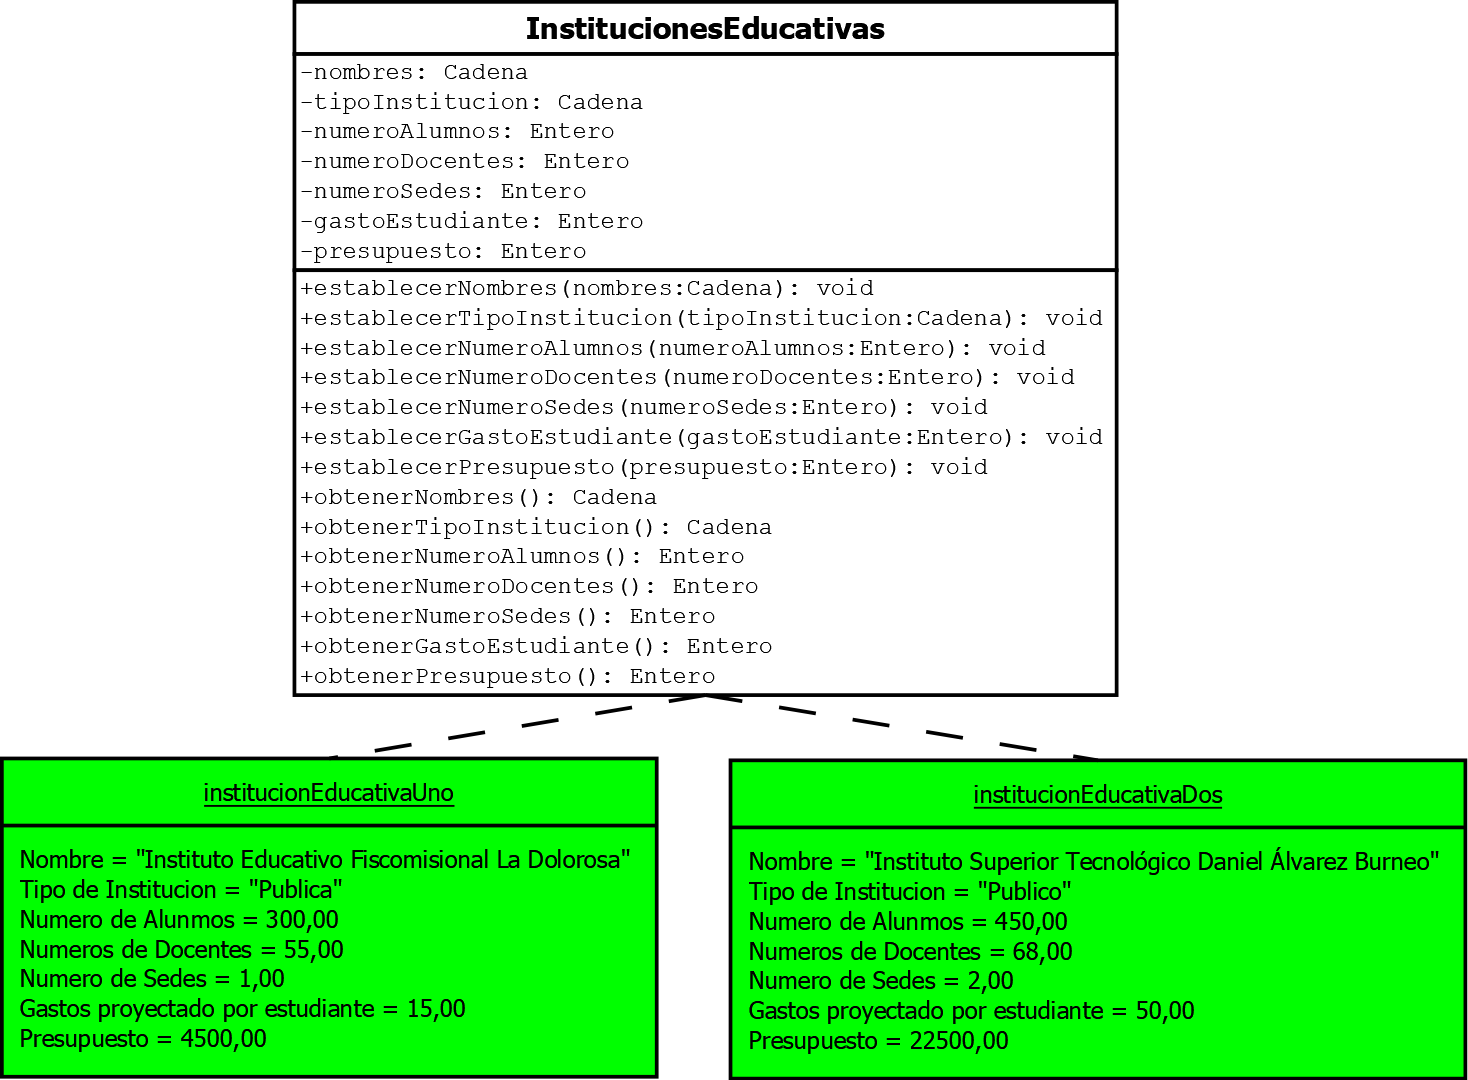 InstitucionesEducativas
-nombres: Cadena
-tipoInstitucion: Cadena
-numeroAlumnos: Entero
-numeroDocentes: Entero
-numeroSedes: Entero
-gastoEstudiante: Entero
-presupuesto: Entero
+establecerNombres(nombres:Cadena): void
+establecerTipoInstitucion(tipoInstitucion:Cadena): void
+establecerNumeroAlumnos(numeroAlumnos:Entero): void
+establecerNumeroDocentes(numeroDocentes:Entero): void
+establecerNumeroSedes(numeroSedes:Entero): void
+establecerGastoEstudiante(gastoEstudiante:Entero): void
+establecerPresupuesto(presupuesto:Entero): void
+obtenerNombres(): Cadena
+obtenerTipoInstitucion(): Cadena
+obtenerNumeroAlumnos(): Entero
+obtenerNumeroDocentes(): Entero
+obtenerNumeroSedes(): Entero
+obtenerGastoEstudiante(): Entero
+obtenerPresupuesto(): Entero
institucionEducativaUno
Nombre = "Instituto Educativo Fiscomisional La Dolorosa"
Tipo de Institucion = "Publica"
Numero de Alunmos = 300,00
Numeros de Docentes = 55,00
Numero de Sedes = 1,00
Gastos proyectado por estudiante = 15,00
Presupuesto = 4500,00
institucionEducativaDos
Nombre = "Instituto Superior Tecnológico Daniel Álvarez Burneo"
Tipo de Institucion = "Publico"
Numero de Alunmos = 450,00
Numeros de Docentes = 68,00
Numero de Sedes = 2,00
Gastos proyectado por estudiante = 50,00
Presupuesto = 22500,00